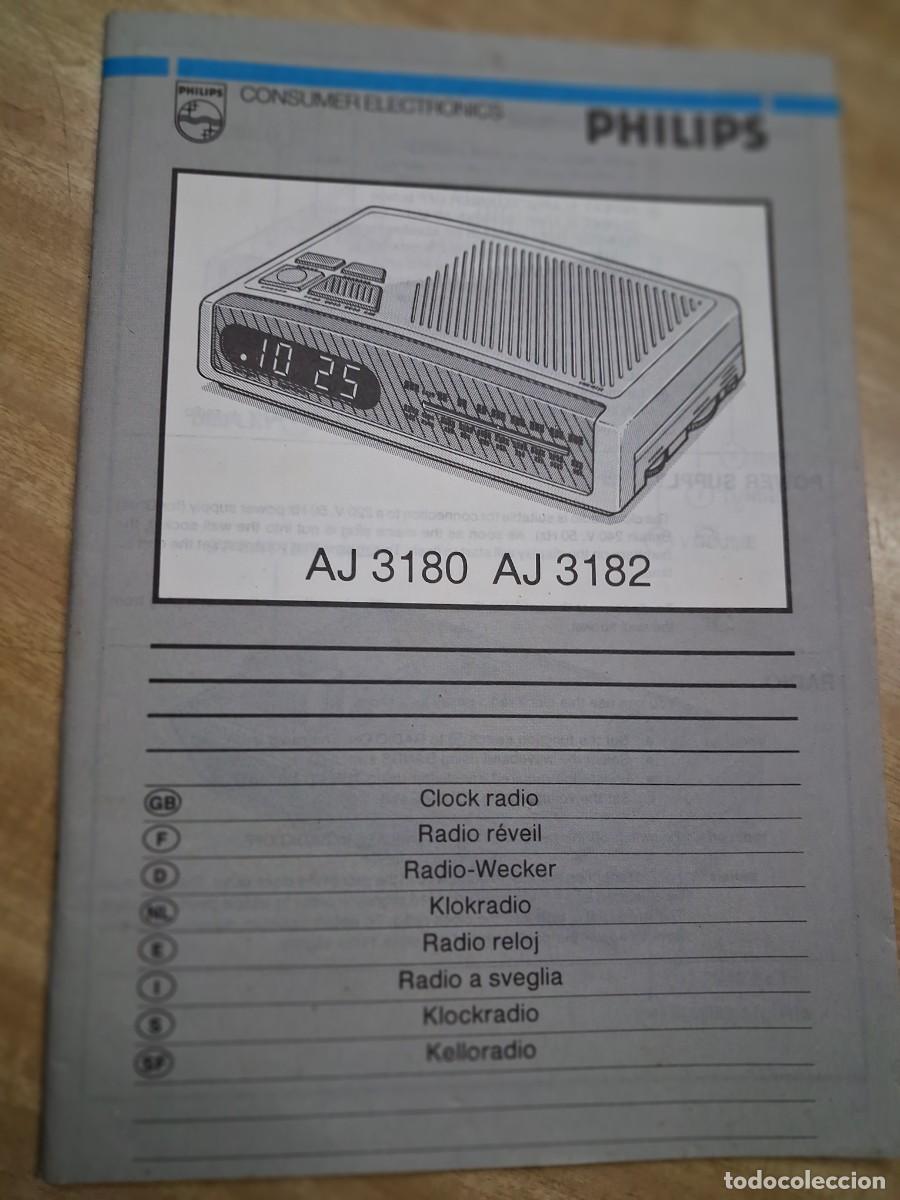 PHILIPS
CONSUMER ELECTRONICS
PHILIPS
10 25
AJ 3180 AJ 3182
GB Clock radio
F Radio réveil
D Radio-Wecker
NL Klokradio
E Radio reloj
I Radio a sveglia
S Klockradio
SF Kelloradio
todocoleccion